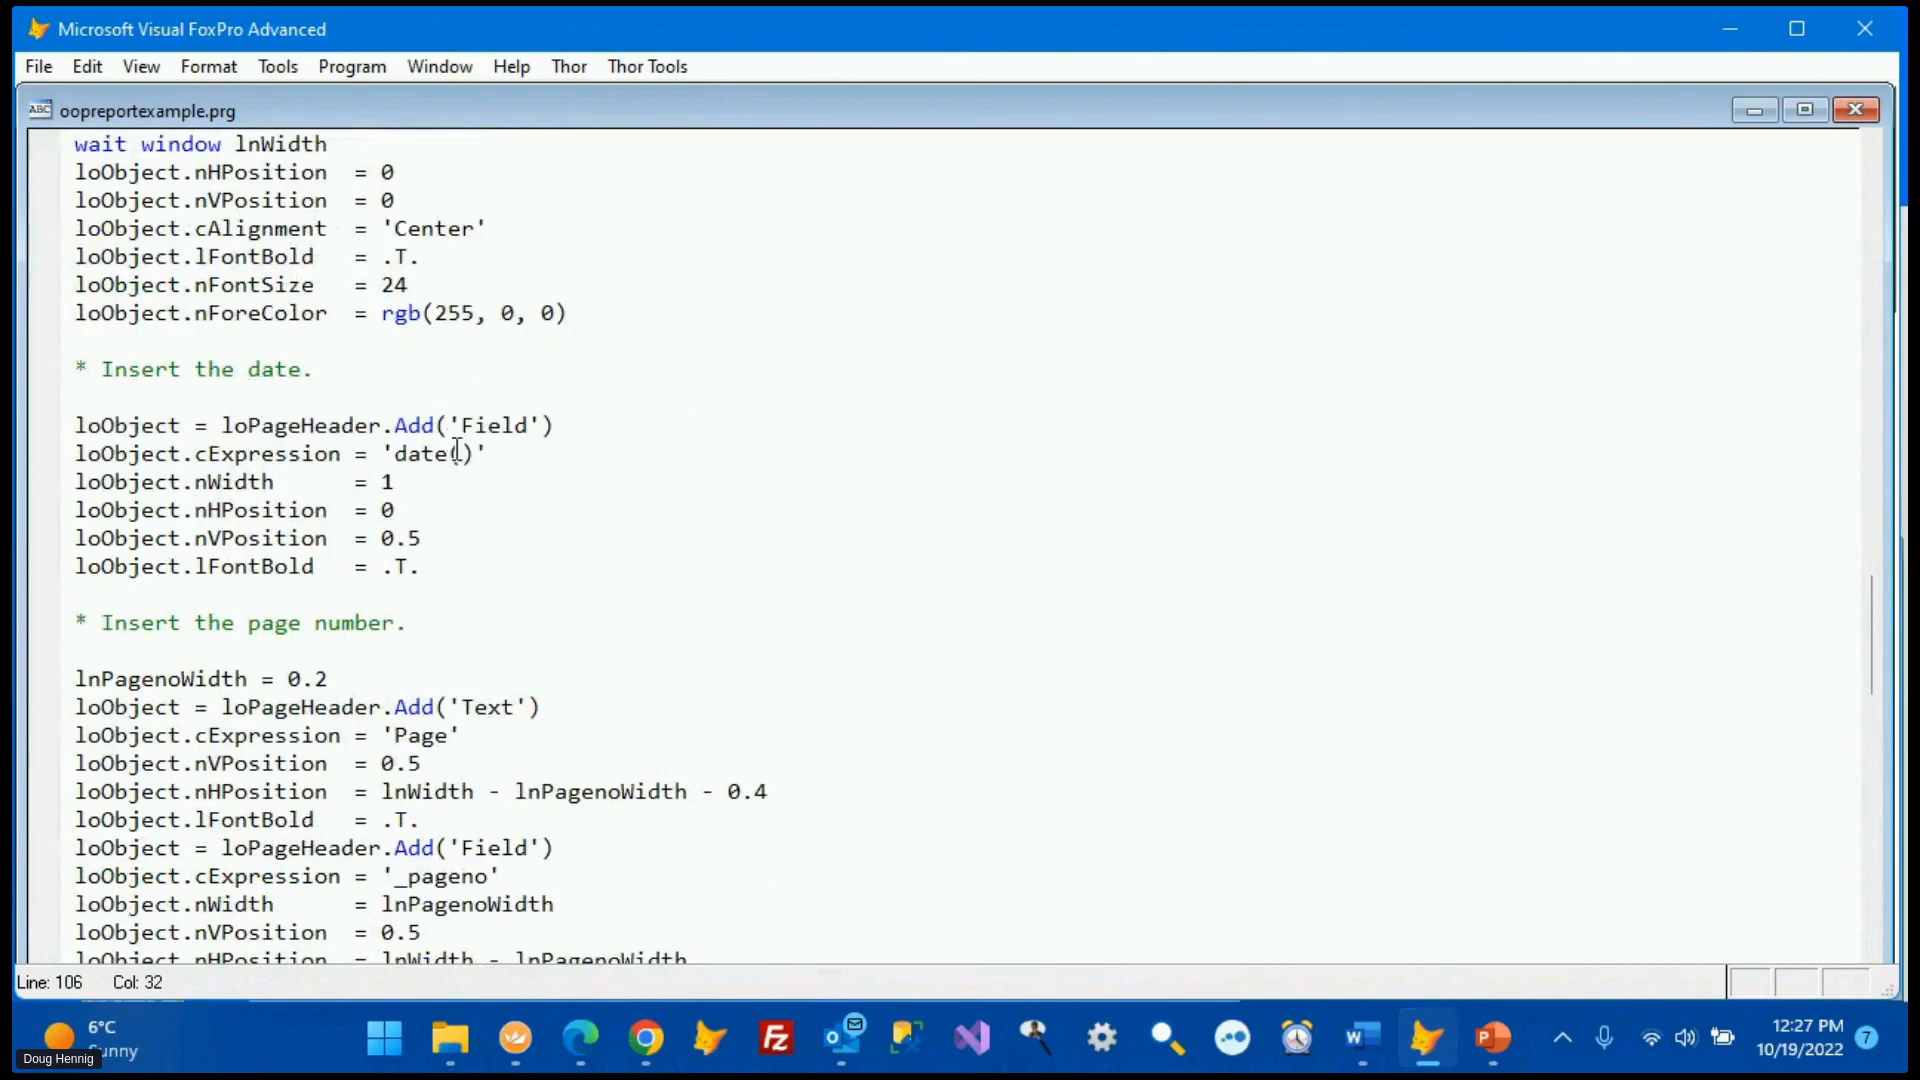 Microsoft Visual FoxPro Advanced
File Edit View Format Tools Program Window Help Thor Thor Tools
oopreportexample.prg
wait window lnWidth
loObject.nHPosition = 0
loObject.nVPosition = 0
loObject.cAlignment = 'Center'
loObject.lFontBold = .T.
loObject.nFontSize = 24
loObject.nForeColor = rgb(255, 0, 0)
* Insert the date.
loObject = loPageHeader.Add('Field')
loObject.cExpression = 'date()'
loObject.nWidth = 1
loObject.nHPosition = 0
loObject.nVPosition = 0.5
loObject.lFontBold = .T.
* Insert the page number.
lnPagenoWidth = 0.2
loObject = loPageHeader.Add('Text')
loObject.cExpression = 'Page'
loObject.nVPosition = 0.5
loObject.nHPosition = lnWidth - lnPagenoWidth - 0.4
loObject.lFontBold = .T.
loObject = loPageHeader.Add('Field')
loObject.cExpression = '_pageno'
loObject.nWidth = lnPagenoWidth
loObject.nVPosition = 0.5
loObject.nHPosition = lnWidth - lnPagenoWidth
Line: 106 Col: 32
6°C
Sunny
Doug Hennig
12:27 PM
10/19/2022
7